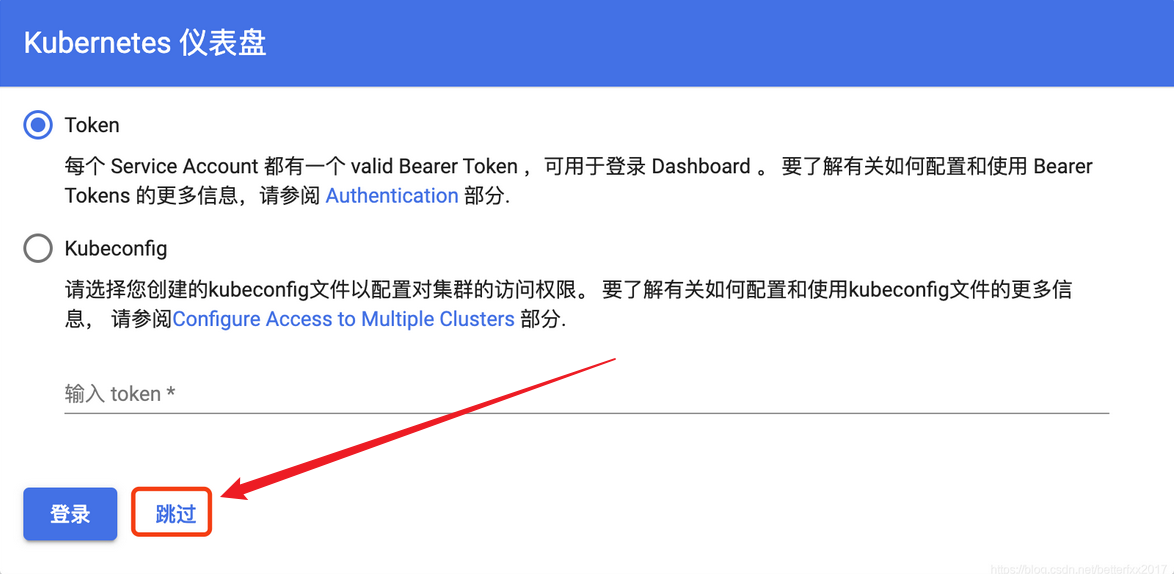 Kubernetes 仪表盘
Token
每个 Service Account 都有一个 valid Bearer Token ，可用于登录 Dashboard 。 要了解有关如何配置和使用 Bearer
Tokens 的更多信息，请参阅 Authentication 部分.
Kubeconfig
请选择您创建的kubeconfig文件以配置对集群的访问权限。 要了解有关如何配置和使用kubeconfig文件的更多信
息， 请参阅Configure Access to Multiple Clusters 部分.
输入 token *
登录
跳过
https://blog.csdn.net/betterfxx2017